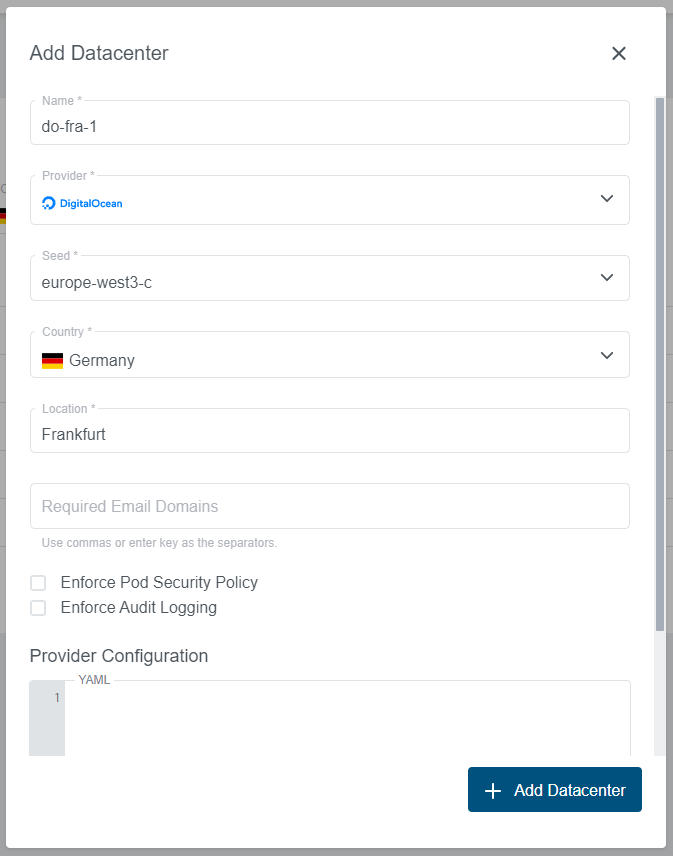 Add Datacenter
Name *
do-fra-1
Provider *
DigitalOcean
Seed *
europe-west3-c
Country *
Germany
Location *
Frankfurt
Required Email Domains
Use commas or enter key as the separators.
Enforce Pod Security Policy
Enforce Audit Logging
Provider Configuration
YAML
1
Add Datacenter